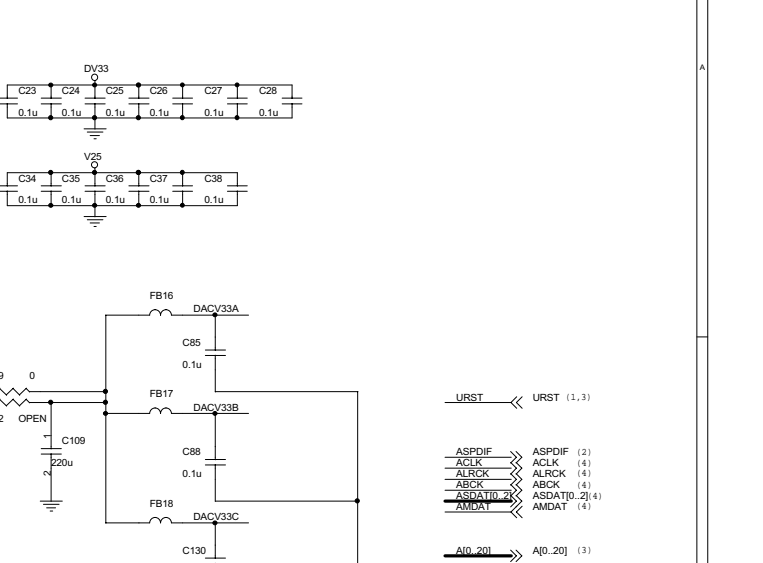 A
DV33
C23 C24 C25 C26 C27 C28
0.1u 0.1u 0.1u 0.1u 0.1u 0.1u
V25
C34 C35 C36 C37 C38
0.1u 0.1u 0.1u 0.1u 0.1u
FB16
DACV33A
C85
0.1u
9 0
FB17
DACV33B
2 OPEN
1
C109
220u
2
C88
0.1u
FB18
DACV33C
C130
URST URST (1,3)
ASPDIF ASPDIF (2)
ACLK ACLK (4)
ALRCK ALRCK (4)
ABCK ABCK (4)
ASDAT[0..2] ASDAT[0..2] (4)
AMDAT AMDAT (4)
A[0..20] A[0..20] (3)